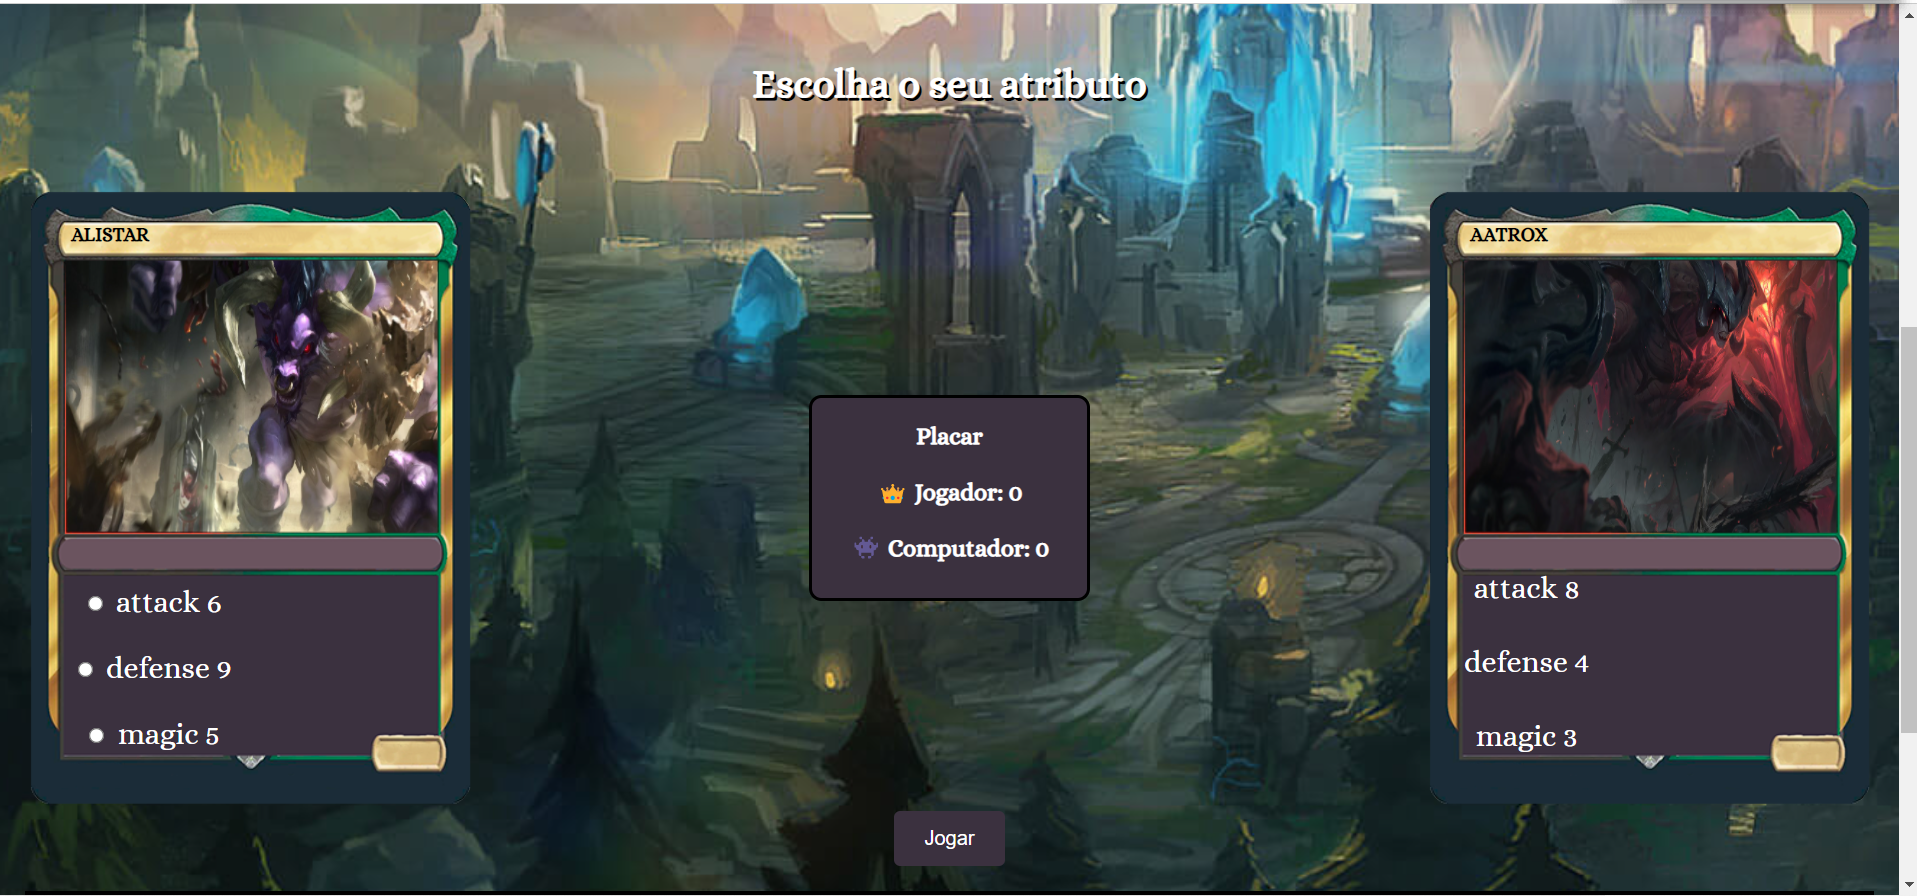 Escolha o seu atributo
ALISTAR
attack 6
defense 9
magic 5
Placar
Jogador: 0
Computador: 0
AATROX
attack 8
defense 4
magic 3
Jogar